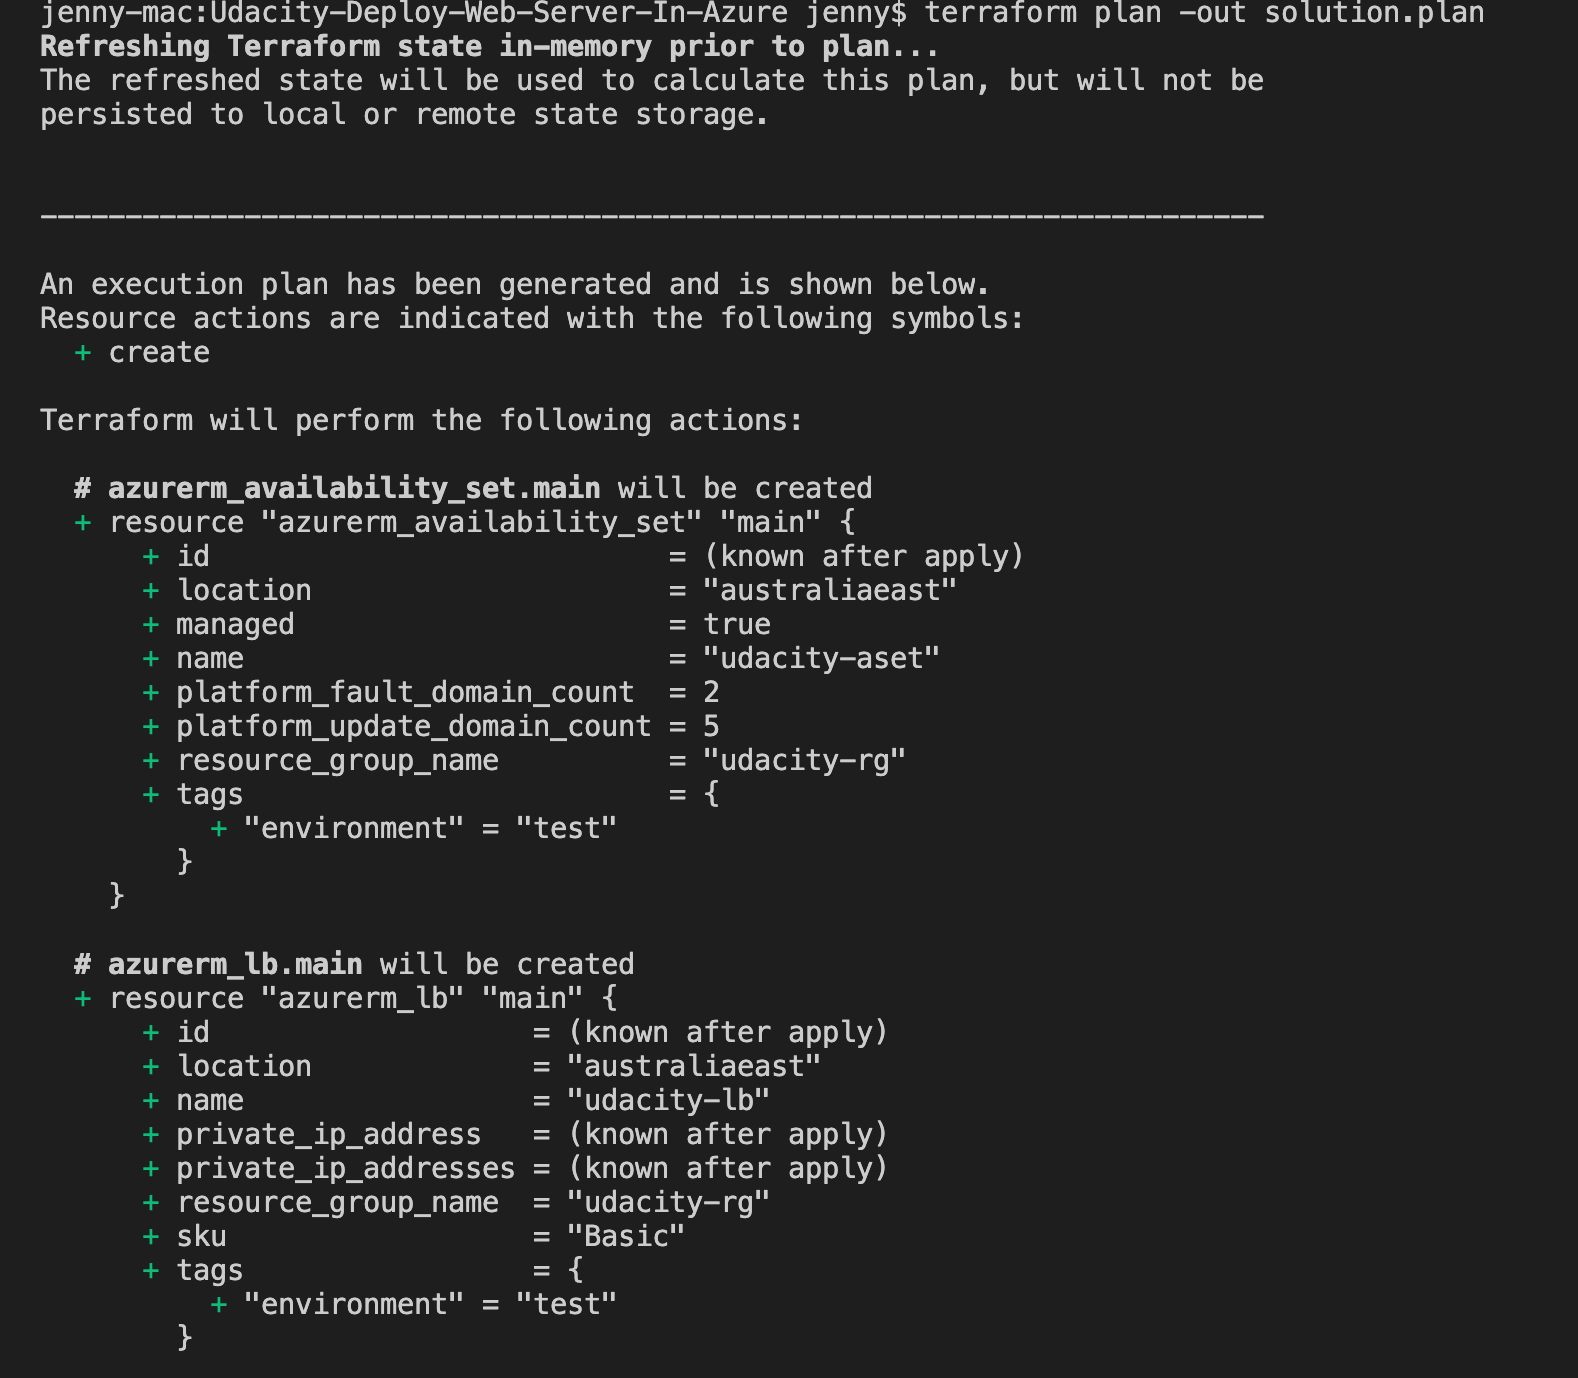 jenny-mac:Udacity-Deploy-Web-Server-In-Azure jenny$ terraform plan -out solution.plan
Refreshing Terraform state in-memory prior to plan...
The refreshed state will be used to calculate this plan, but will not be
persisted to local or remote state storage.
------------------------------------------------------------------------
An execution plan has been generated and is shown below.
Resource actions are indicated with the following symbols:
  + create
Terraform will perform the following actions:
  # azurerm_availability_set.main will be created
  + resource "azurerm_availability_set" "main" {
      + id                           = (known after apply)
      + location                     = "australiaeast"
      + managed                      = true
      + name                         = "udacity-aset"
      + platform_fault_domain_count  = 2
      + platform_update_domain_count = 5
      + resource_group_name          = "udacity-rg"
      + tags                         = {
          + "environment" = "test"
        }
    }
  # azurerm_lb.main will be created
  + resource "azurerm_lb" "main" {
      + id                   = (known after apply)
      + location             = "australiaeast"
      + name                 = "udacity-lb"
      + private_ip_address   = (known after apply)
      + private_ip_addresses = (known after apply)
      + resource_group_name  = "udacity-rg"
      + sku                  = "Basic"
      + tags                 = {
          + "environment" = "test"
        }